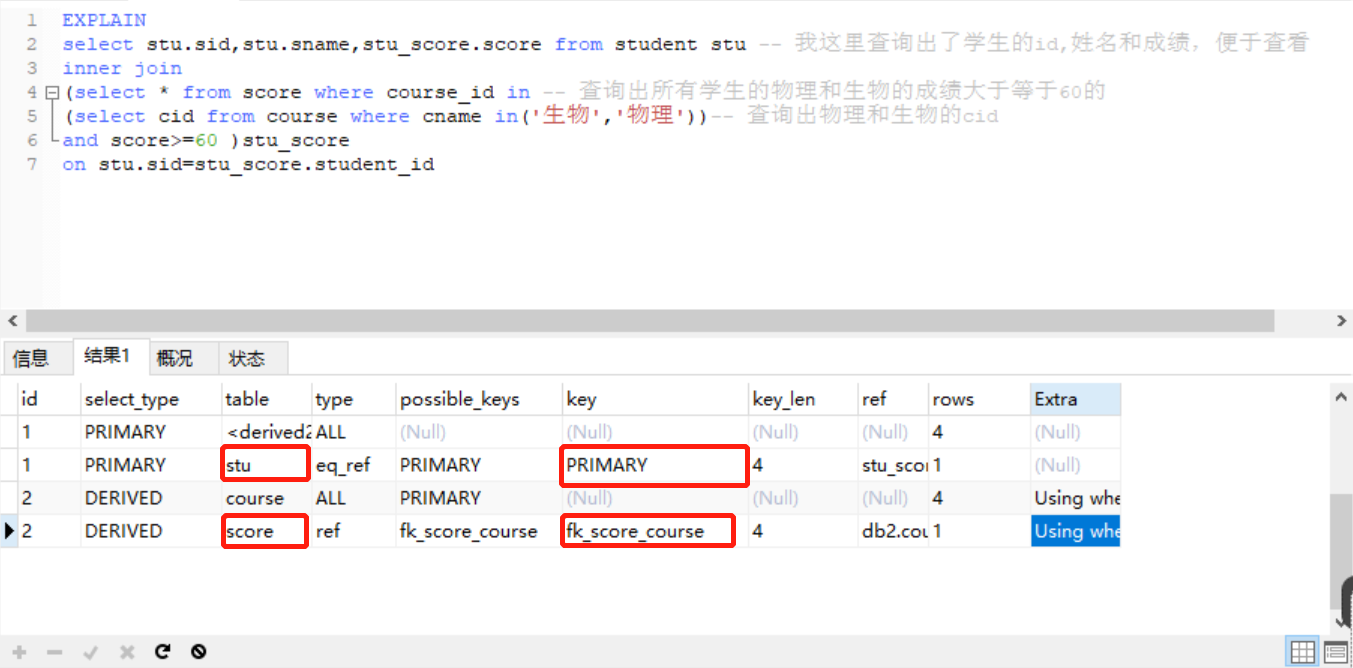 1 EXPLAIN
2 select stu.sid,stu.sname,stu_score.score from student stu -- 我这里查询出了学生的id,姓名和成绩，便于查看
3 inner join
4 (select * from score where course_id in -- 查询出所有学生的物理和生物的成绩大于等于60的
5 (select cid from course where cname in('生物','物理'))-- 查询出物理和生物的cid
6 and score>=60 )stu_score
7 on stu.sid=stu_score.student_id
信息 结果1 概况 状态
id select_type table type possible_keys key key_len ref rows Extra
1 PRIMARY <derived2 ALL (Null) (Null) (Null) (Null) 4 (Null)
1 PRIMARY stu eq_ref PRIMARY PRIMARY 4 stu_scor 1 (Null)
2 DERIVED course ALL PRIMARY (Null) (Null) (Null) 4 Using whe
2 DERIVED score ref fk_score_course fk_score_course 4 db2.cou 1 Using whe